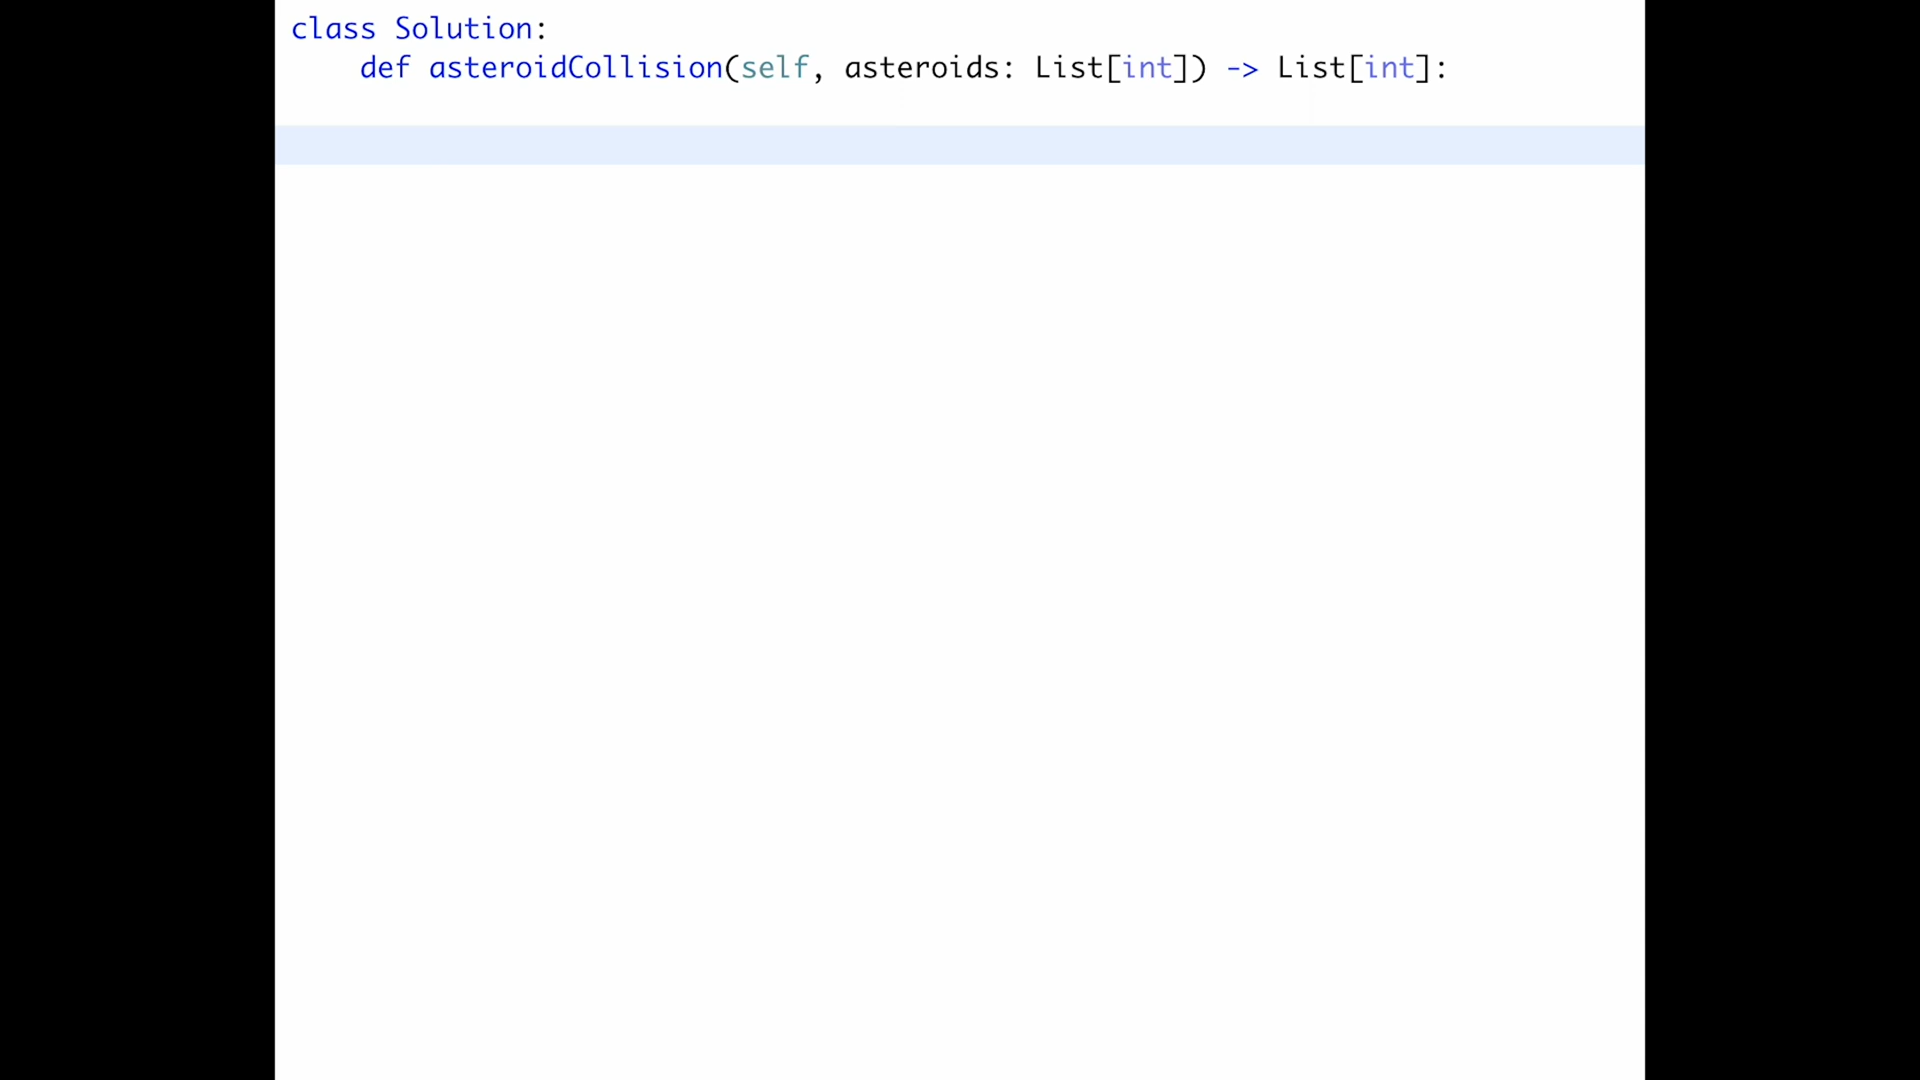 class Solution:
    def asteroidCollision(self, asteroids: List[int]) -> List[int]: